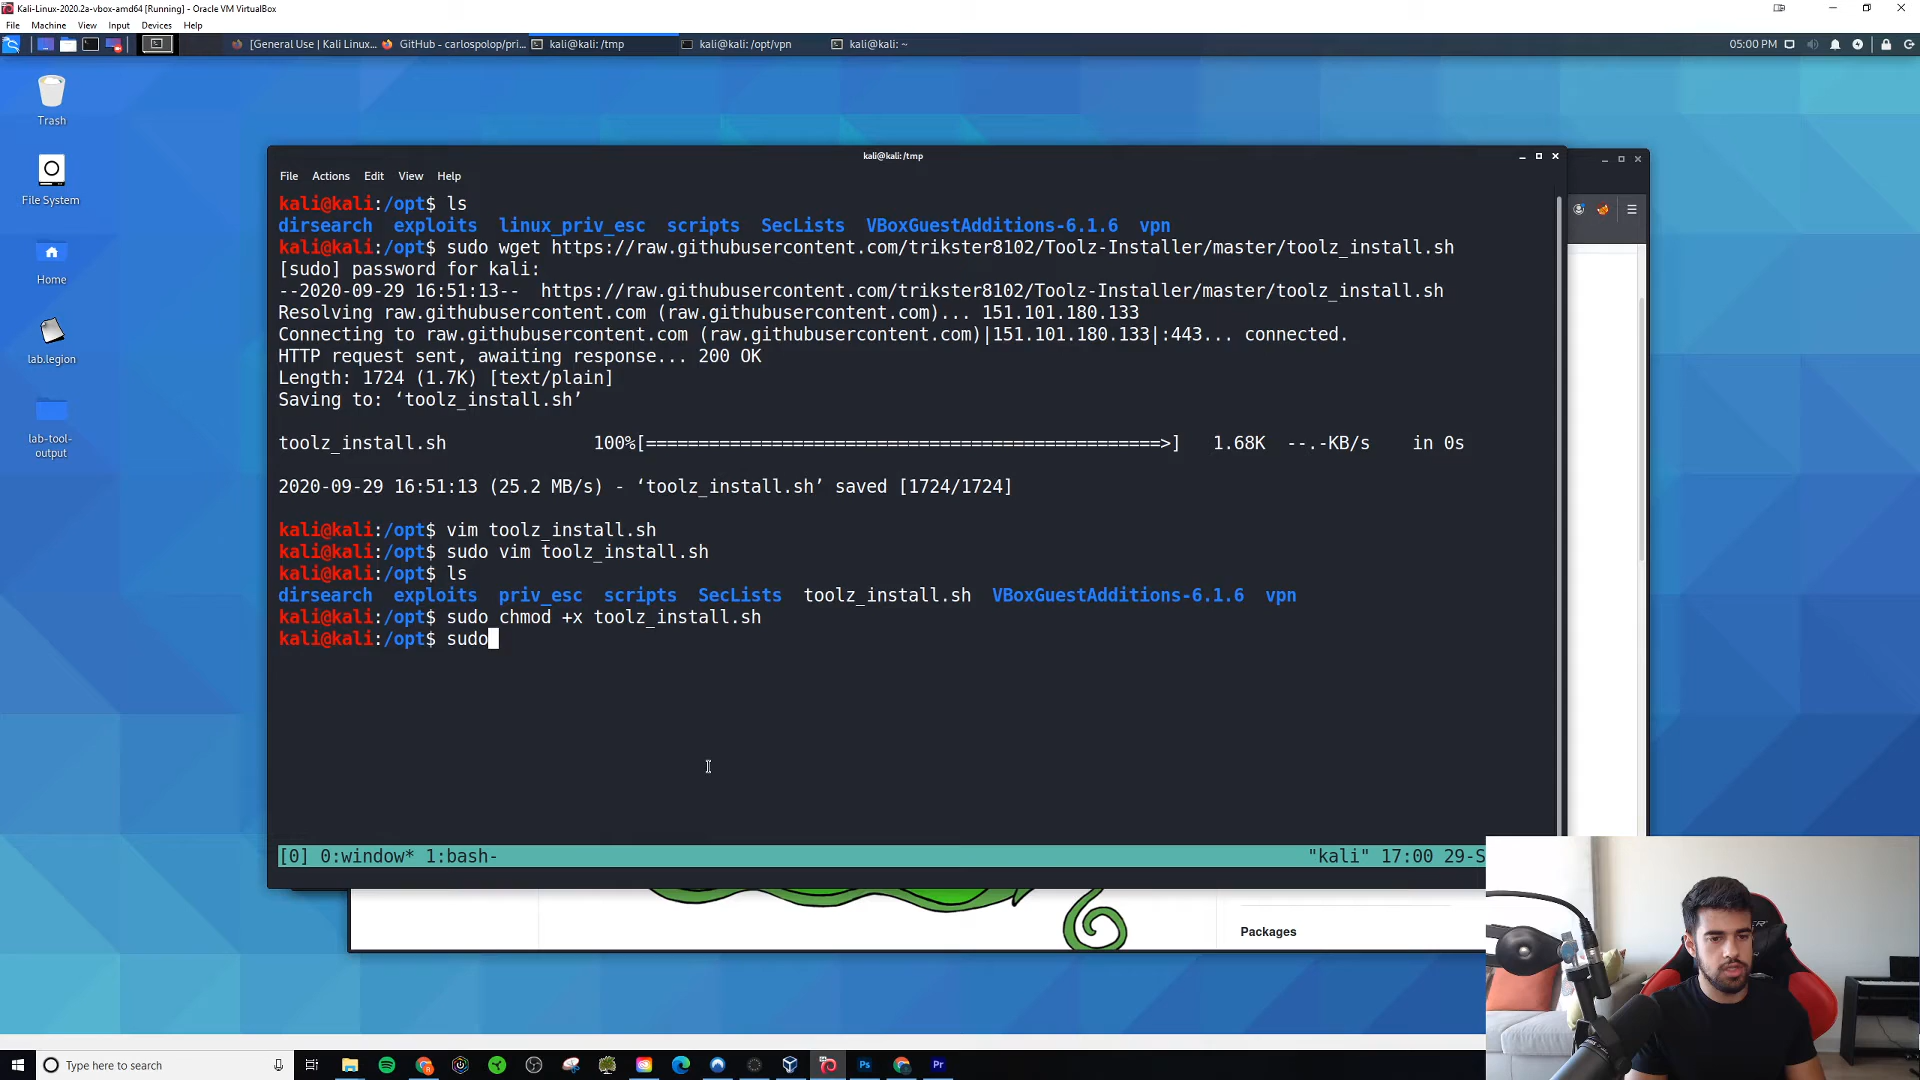 Kali-Linux-2020.2a-vbox-amd64 [Running] - Oracle VM VirtualBox
File Machine View Input Devices Help
[General Use | Kali Linux... GitHub - carlospolop/pri... kali@kali: /tmp kali@kali: /opt/vpn kali@kali: ~ 05:00 PM
Trash
File System
Home
lab.legion
lab-tool-
output
kali@kali: /tmp
File Actions Edit View Help
kali@kali:/opt$ ls
dirsearch exploits linux_priv_esc scripts SecLists VBoxGuestAdditions-6.1.6 vpn
kali@kali:/opt$ sudo wget https://raw.githubusercontent.com/trikster8102/Toolz-Installer/master/toolz_install.sh
[sudo] password for kali:
--2020-09-29 16:51:13-- https://raw.githubusercontent.com/trikster8102/Toolz-Installer/master/toolz_install.sh
Resolving raw.githubusercontent.com (raw.githubusercontent.com)... 151.101.180.133
Connecting to raw.githubusercontent.com (raw.githubusercontent.com)|151.101.180.133|:443... connected.
HTTP request sent, awaiting response... 200 OK
Length: 1724 (1.7K) [text/plain]
Saving to: ‘toolz_install.sh’
toolz_install.sh 100%[=================================================>] 1.68K --.-KB/s in 0s
2020-09-29 16:51:13 (25.2 MB/s) - ‘toolz_install.sh’ saved [1724/1724]
kali@kali:/opt$ vim toolz_install.sh
kali@kali:/opt$ sudo vim toolz_install.sh
kali@kali:/opt$ ls
dirsearch exploits priv_esc scripts SecLists toolz_install.sh VBoxGuestAdditions-6.1.6 vpn
kali@kali:/opt$ sudo chmod +x toolz_install.sh
kali@kali:/opt$ sudo
[0] 0:window* 1:bash- "kali" 17:00 29-S
Packages
Type here to search
Ps
Pr